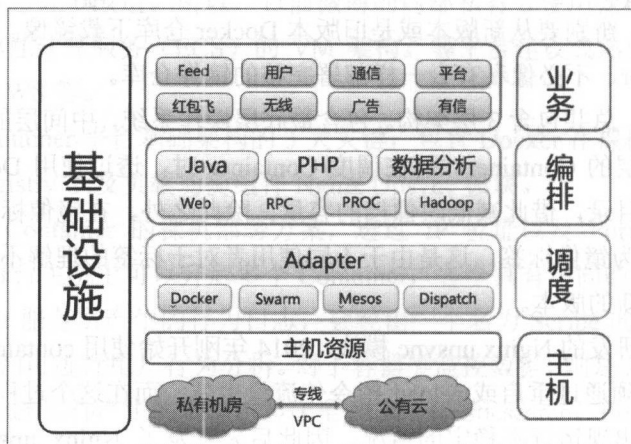 基础设施
Feed 用户 通信 平台
红包飞 无线 广告 有信
Java PHP 数据分析
Web RPC PROC Hadoop
Adapter
Docker Swarm Mesos Dispatch
主机资源
私有机房 专线 公有云
VPC
业务
编排
调度
主机